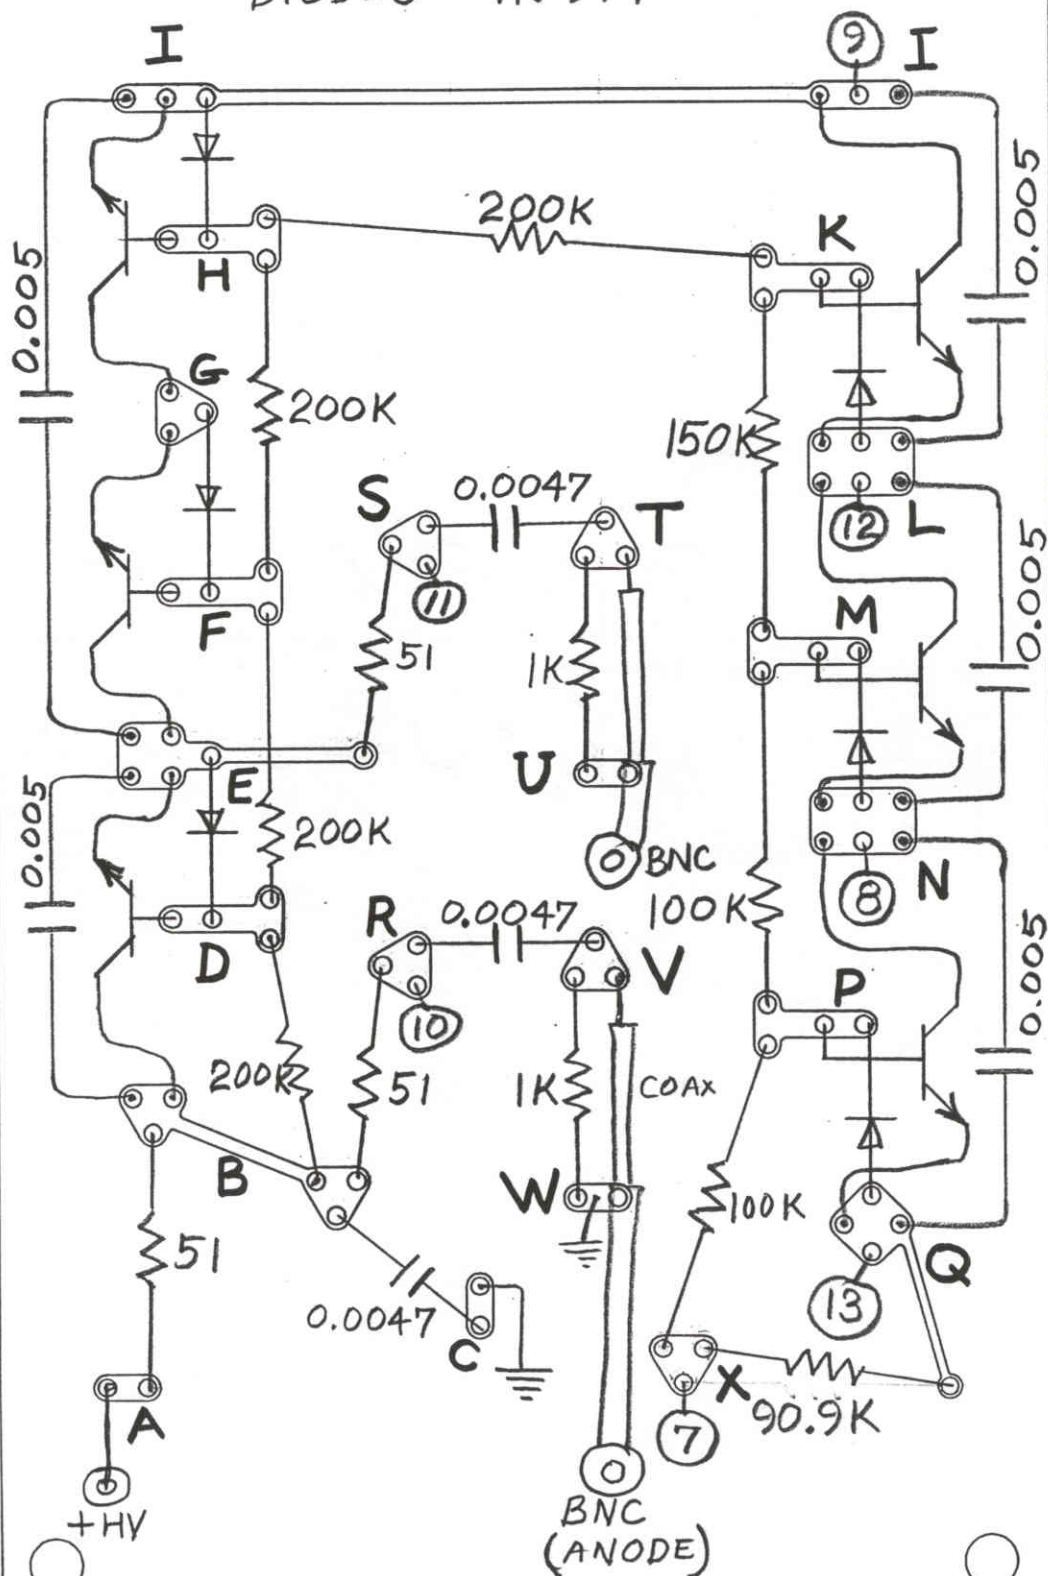 I
9
I
0.005
0.005
200K
K
H
G
200K
150K
S
0.0047
T
12
L
11
F
51
1K
M
0.005
E
U
0.005
200K
BNC
8
N
100K
R
0.0047
V
D
P
10
0.005
200K
51
1K
COAX
B
W
100K
51
Q
0.0047
13
C
X
A
90.9K
7
+HV
BNC
(ANODE)